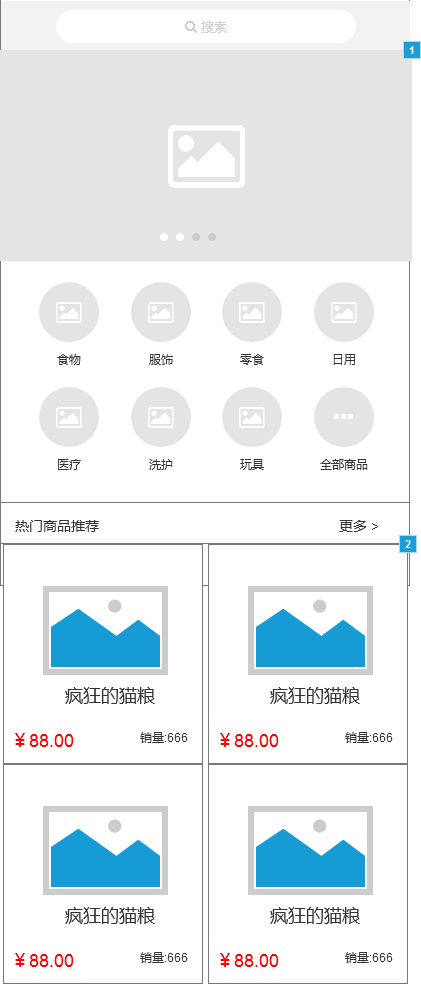 搜索
1
食物 服饰 零食 日用
医疗 洗护 玩具 全部商品
热门商品推荐 更多 >
2
疯狂的猫粮 疯狂的猫粮
¥ 88.00 销量:666 ¥ 88.00 销量:666
疯狂的猫粮 疯狂的猫粮
¥ 88.00 销量:666 ¥ 88.00 销量:666